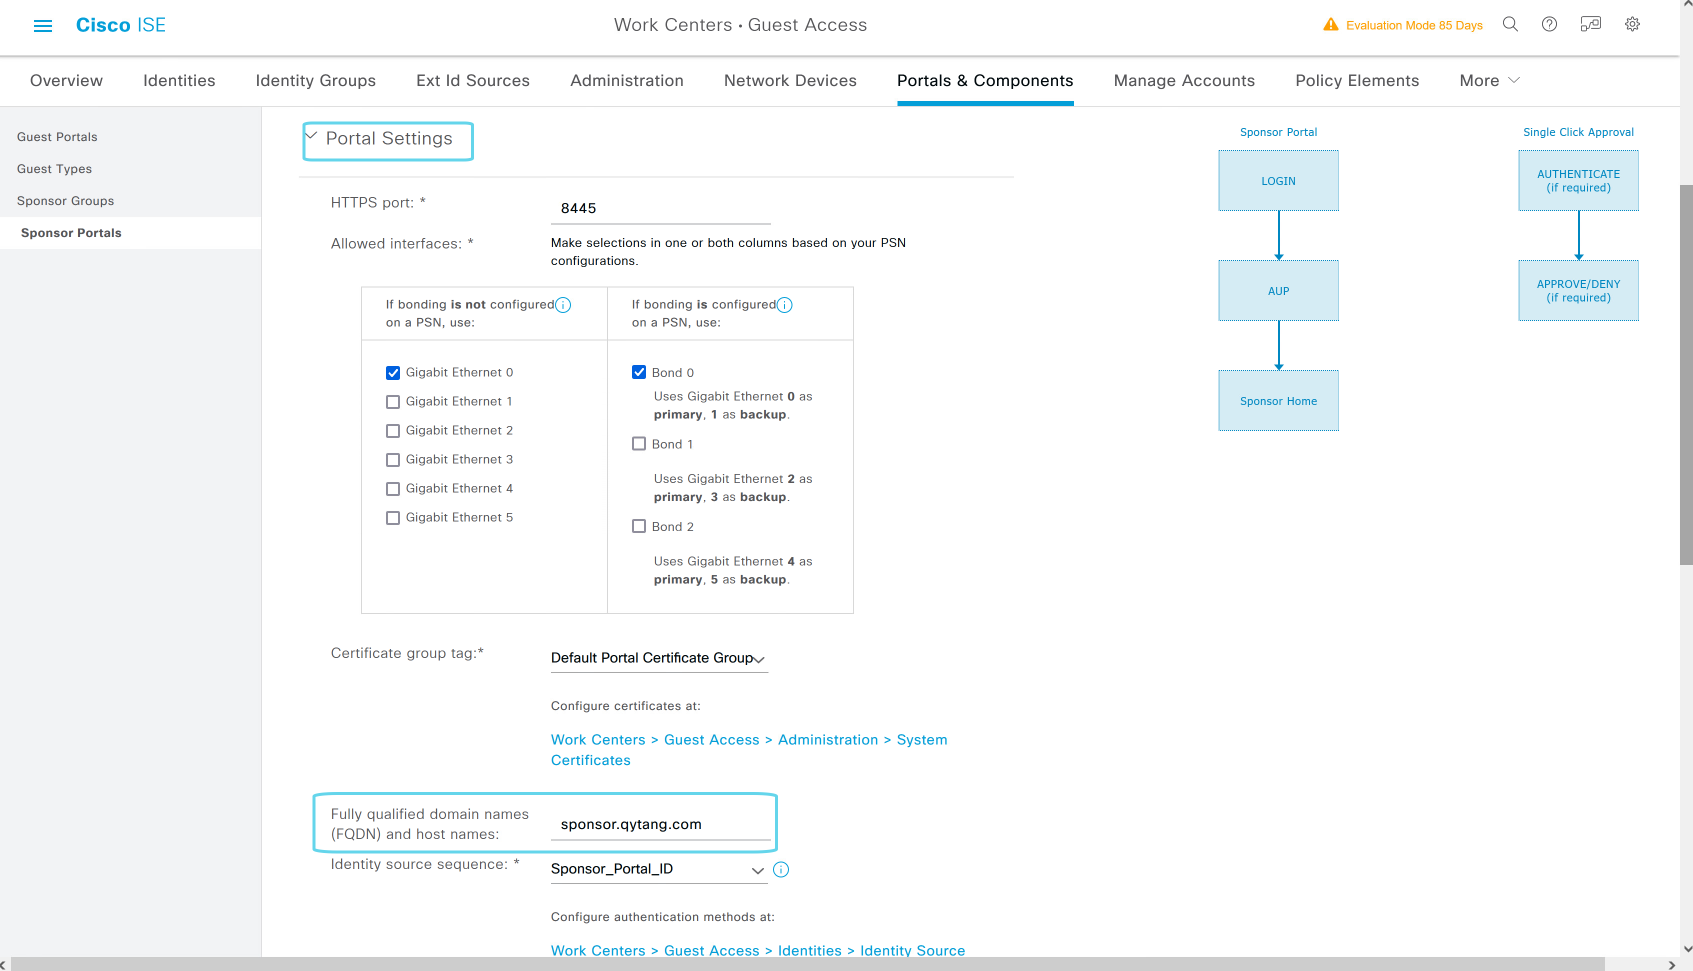 Cisco ISE
Work Centers · Guest Access
Evaluation Mode 85 Days
Overview
Identities
Identity Groups
Ext Id Sources
Administration
Network Devices
Portals & Components
Manage Accounts
Policy Elements
More
Guest Portals
Guest Types
Sponsor Groups
Sponsor Portals
Portal Settings
HTTPS port: *
8445
Allowed interfaces: *
Make selections in one or both columns based on your PSN
configurations.
If bonding is not configured
on a PSN, use:
Gigabit Ethernet 0
Gigabit Ethernet 1
Gigabit Ethernet 2
Gigabit Ethernet 3
Gigabit Ethernet 4
Gigabit Ethernet 5
If bonding is configured
on a PSN, use:
Bond 0
Uses Gigabit Ethernet 0 as
primary, 1 as backup.
Bond 1
Uses Gigabit Ethernet 2 as
primary, 3 as backup.
Bond 2
Uses Gigabit Ethernet 4 as
primary, 5 as backup.
Certificate group tag:*
Default Portal Certificate Group
Configure certificates at:
Work Centers > Guest Access > Administration > System
Certificates
Fully qualified domain names
(FQDN) and host names:
sponsor.qytang.com
Identity source sequence: *
Sponsor_Portal_ID
Configure authentication methods at:
Work Centers > Guest Access > Identities > Identity Source
Sponsor Portal
LOGIN
AUP
Sponsor Home
Single Click Approval
AUTHENTICATE
(if required)
APPROVE/DENY
(if required)